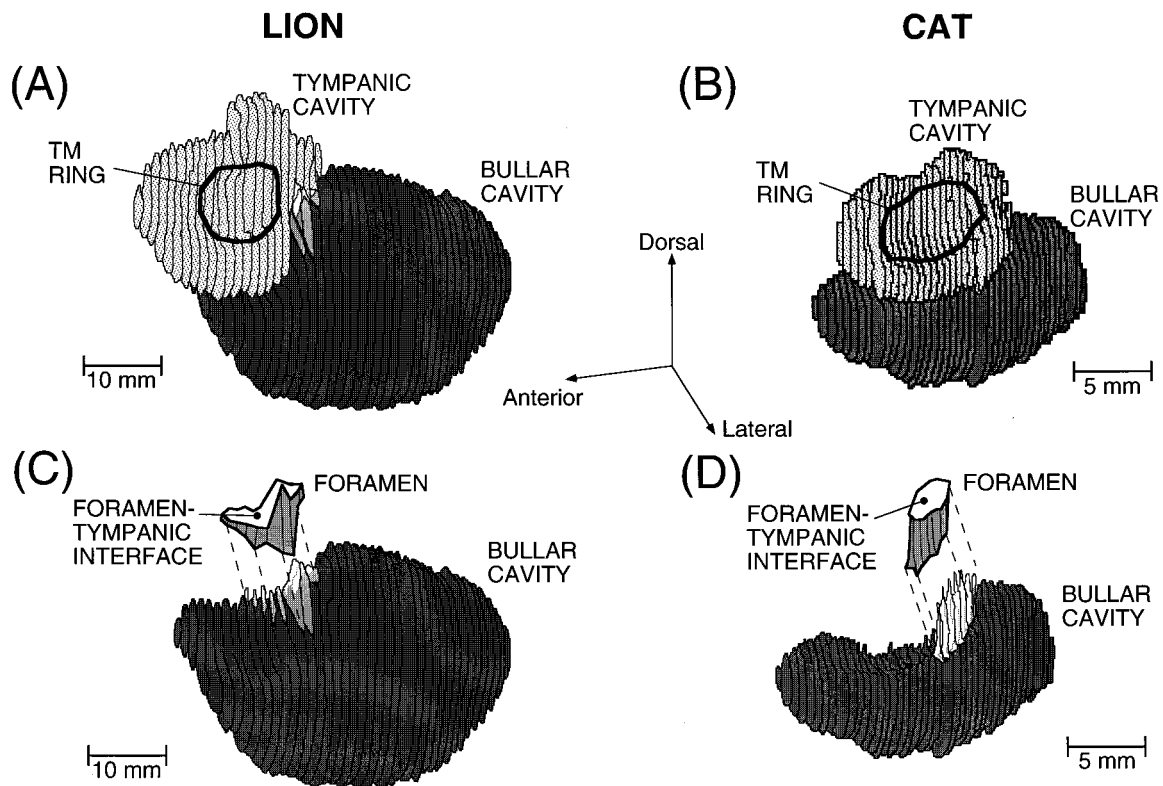 LION
CAT
(A)
TYMPANIC
CAVITY
TM
RING
BULLAR
CAVITY
10 mm
(B)
TYMPANIC
CAVITY
TM
RING
BULLAR
CAVITY
5 mm
Dorsal
Anterior
Lateral
(C)
FORAMEN
FORAMEN-
TYMPANIC
INTERFACE
BULLAR
CAVITY
10 mm
(D)
FORAMEN
FORAMEN-
TYMPANIC
INTERFACE
BULLAR
CAVITY
5 mm